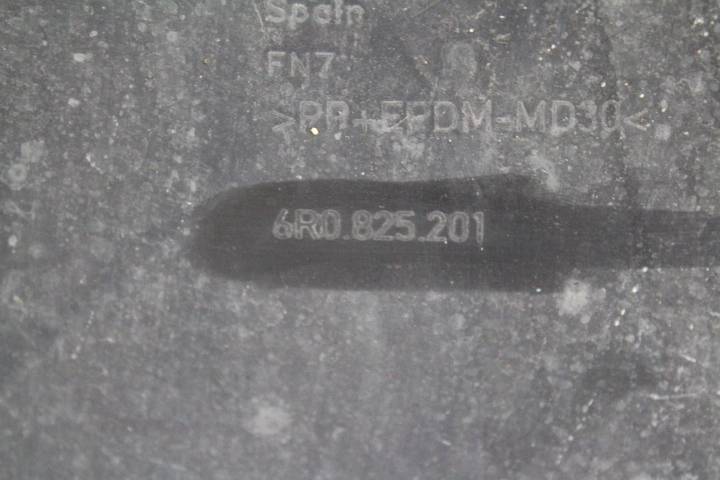 Spain
FN7
>PP+EPDM-MD30<
6R0.825.201